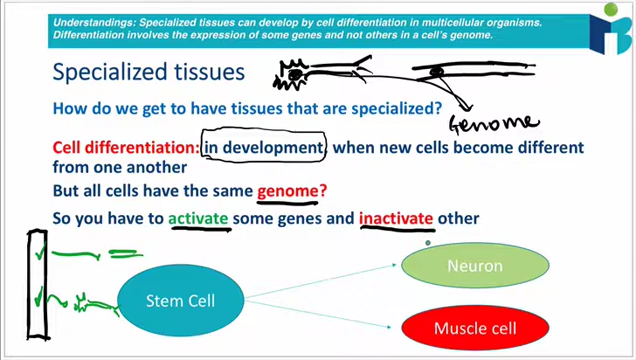 Understandings: Specialized tissues can develop by cell differentiation in multicellular organisms.
Differentiation involves the expression of some genes and not others in a cell's genome.
Specialized tissues
How do we get to have tissues that are specialized?
Genome
Cell differentiation: in development, when new cells become different
from one another
But all cells have the same genome?
So you have to activate some genes and inactivate other
Neuron
Stem Cell
Muscle cell